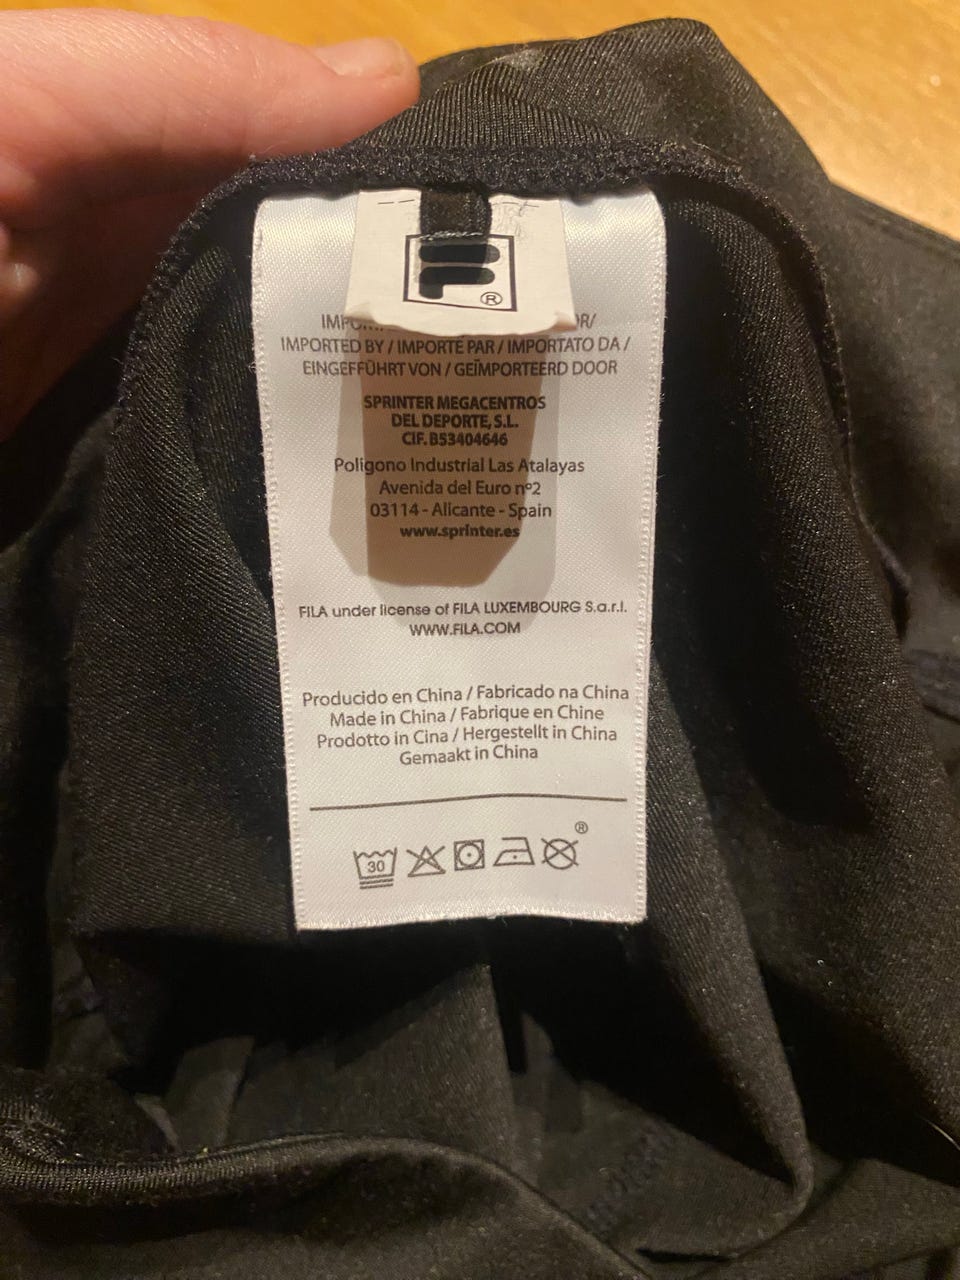 ®
IMPORTED BY / IMPORTÉ PAR / IMPORTATO DA /
EINGEFÜHRT VON / GEÏMPORTEERD DOOR
SPRINTER MEGACENTROS
DEL DEPORTE, S.L.
CIF. B53404646
Polígono Industrial Las Atalayas
Avenida del Euro nº2
03114 - Alicante - Spain
www.sprinter.es
FILA under license of FILA LUXEMBOURG S.a.r.l.
WWW.FILA.COM
Producido en China / Fabricado na China
Made in China / Fabrique en Chine
Prodotto in Cina / Hergestellt in China
Gemaakt in China
®
30